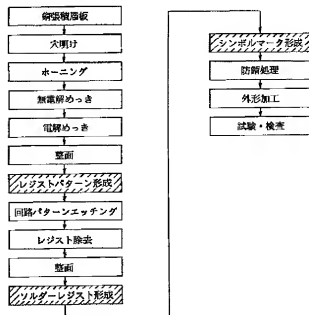 銅張積層板
穴明け
ホーニング
無電解めっき
電解めっき
整面
レジストパターン形成
回路パターンエッチング
レジスト除去
整面
ソルダーレジスト形成
シンボルマーク形成
防錆処理
外形加工
試験・検査